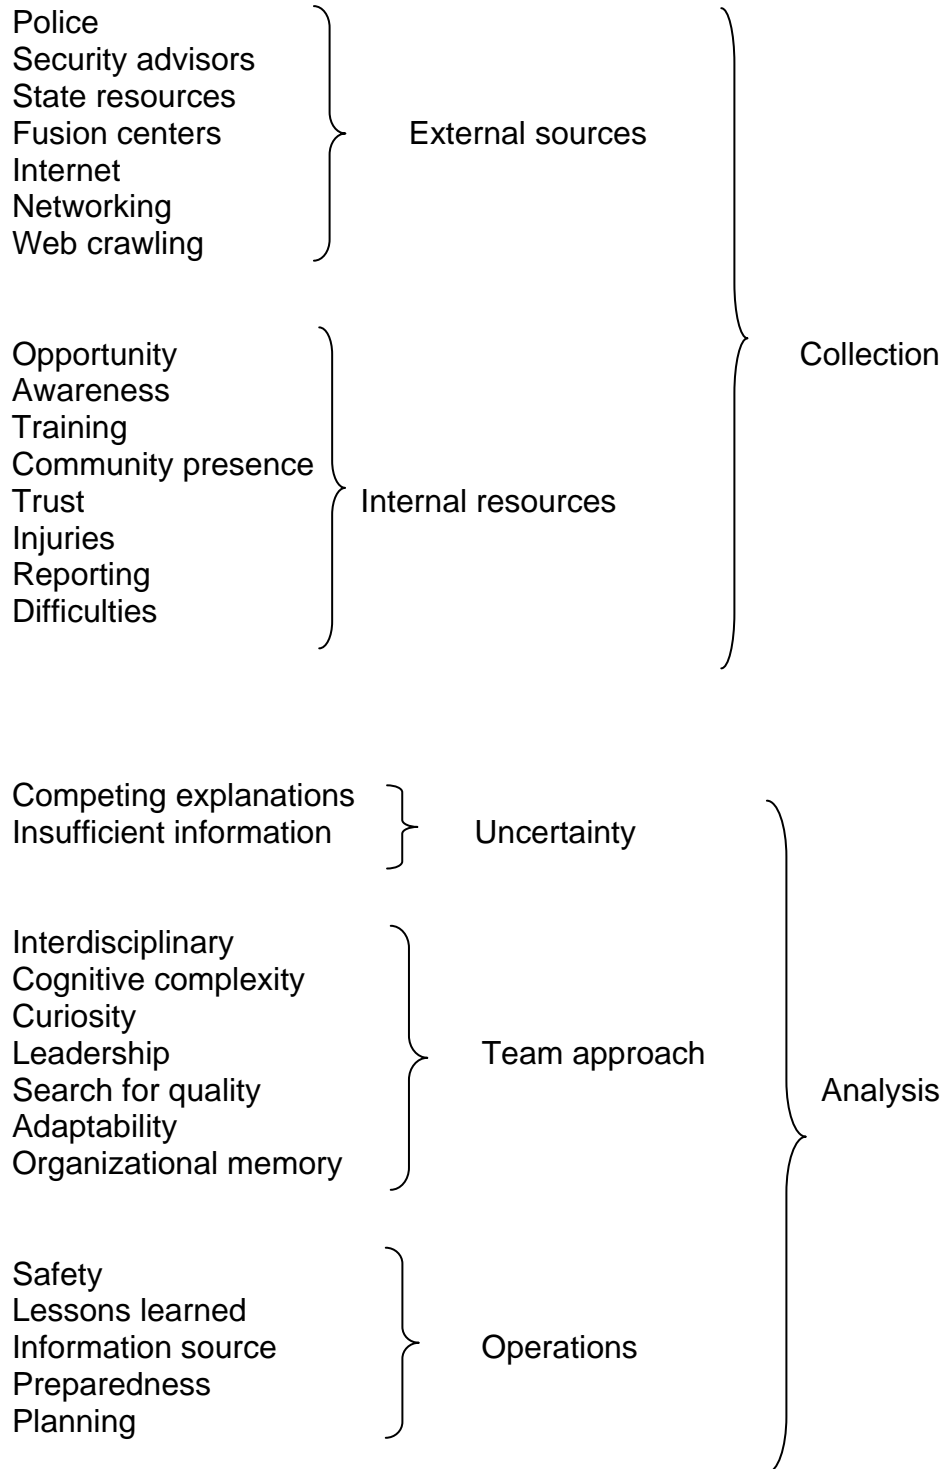 Police
Security advisors
State resources
Fusion centers
Internet
Networking
Web crawling
External sources
Opportunity
Awareness
Training
Community presence
Trust
Injuries
Reporting
Difficulties
Internal resources
Collection
Competing explanations
Insufficient information
Uncertainty
Interdisciplinary
Cognitive complexity
Curiosity
Leadership
Search for quality
Adaptability
Organizational memory
Team approach
Safety
Lessons learned
Information source
Preparedness
Planning
Operations
Analysis